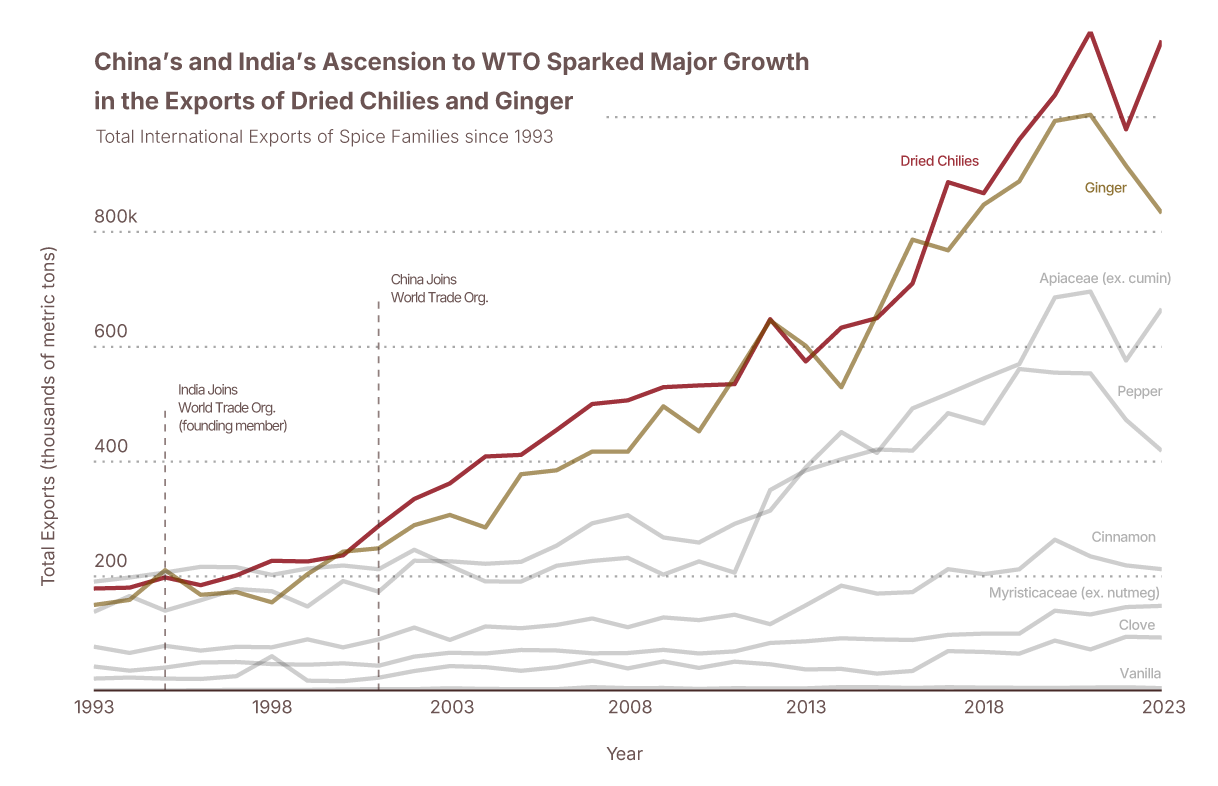 China’s and India’s Ascension to WTO Sparked Major Growth
in the Exports of Dried Chilies and Ginger
Total International Exports of Spice Families since 1993
Dried Chilies
Ginger
800k
Apiaceae (ex. cumin)
China Joins
World Trade Org.
600
India Joins
World Trade Org.
(founding member)
Pepper
400
Total Exports (thousands of metric tons)
Cinnamon
200
Myristicaceae (ex. nutmeg)
Clove
Vanilla
1993
1998
2003
2008
2013
2018
2023
Year